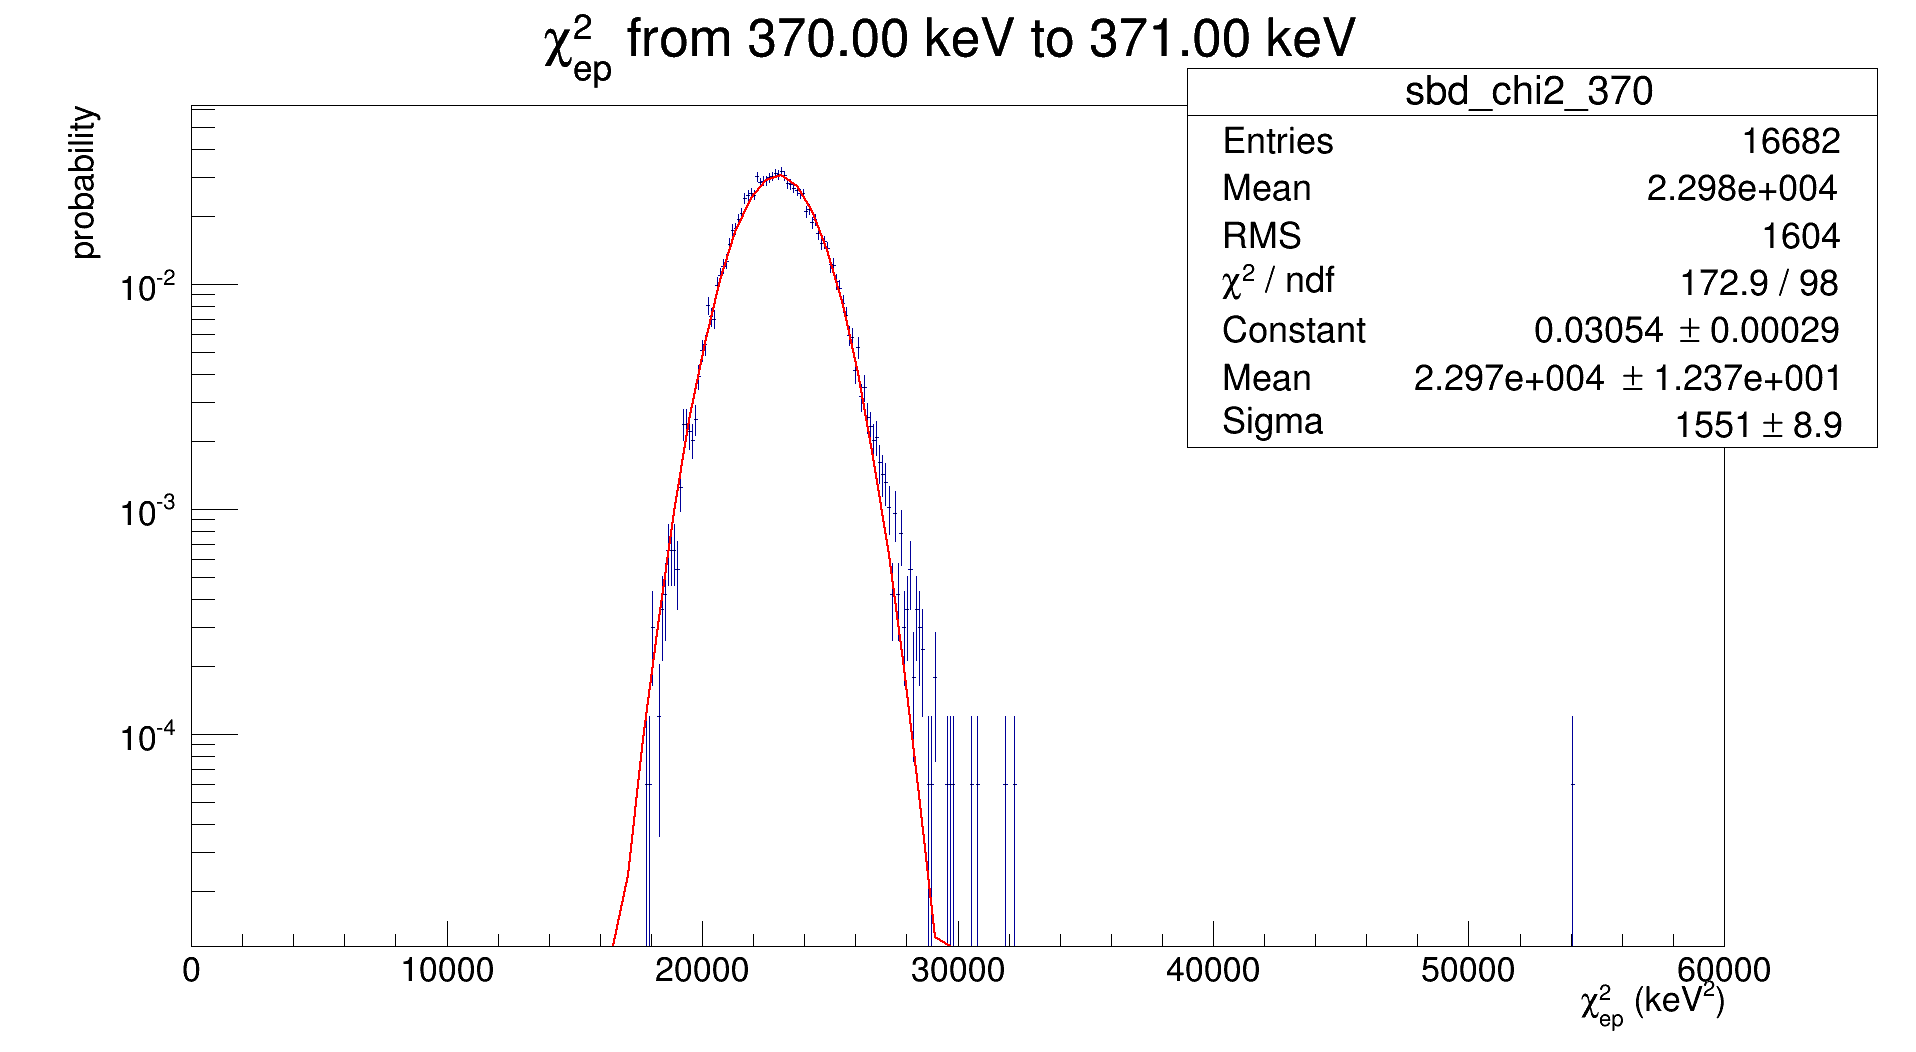 χ²ep from 370.00 keV to 371.00 keV
sbd_chi2_370
Entries 16682
Mean 2.298e+004
RMS 1604
χ² / ndf 172.9 / 98
Constant 0.03054 ± 0.00029
Mean 2.297e+004 ± 1.237e+001
Sigma 1551 ± 8.9
probability
10⁻²
10⁻³
10⁻⁴
0 10000 20000 30000 40000 50000 60000
χ²ep (keV²)